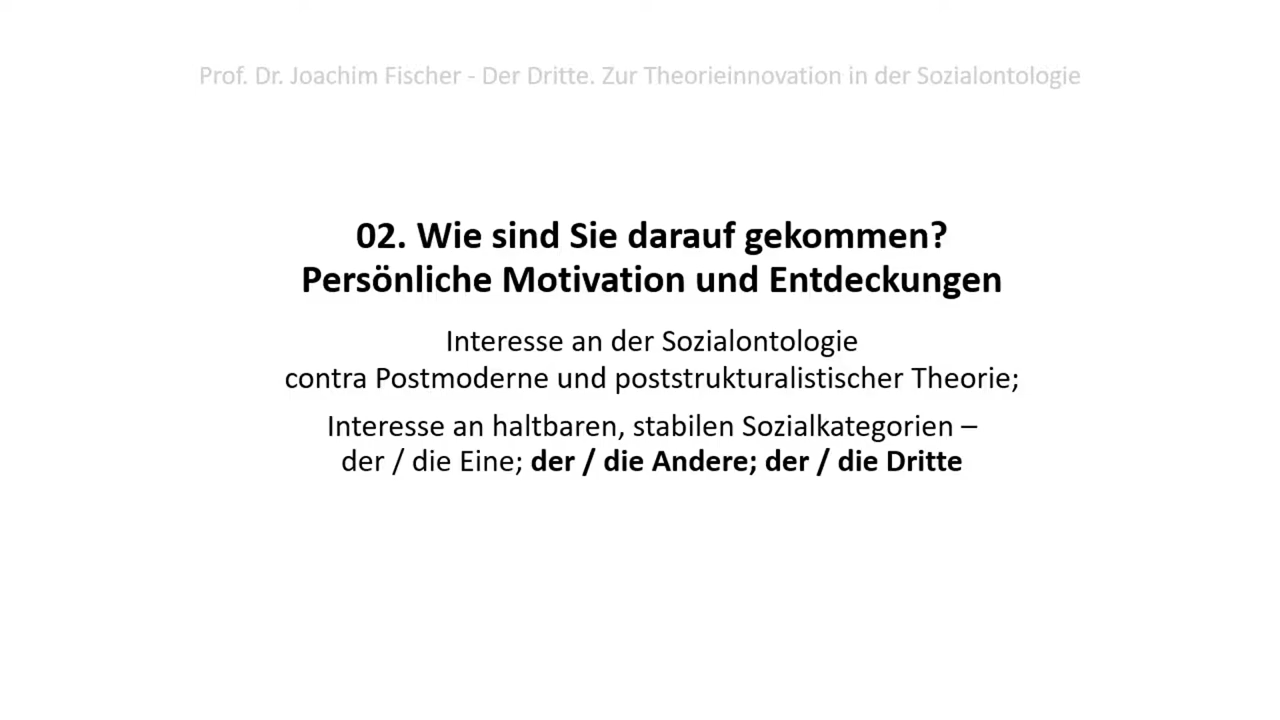 Prof. Dr. Joachim Fischer - Der Dritte. Zur Theorieinnovation in der Sozialontologie
02. Wie sind Sie darauf gekommen?
Persönliche Motivation und Entdeckungen
Interesse an der Sozialontologie
contra Postmoderne und poststrukturalistischer Theorie;
Interesse an haltbaren, stabilen Sozialkategorien –
der / die Eine; der / die Andere; der / die Dritte